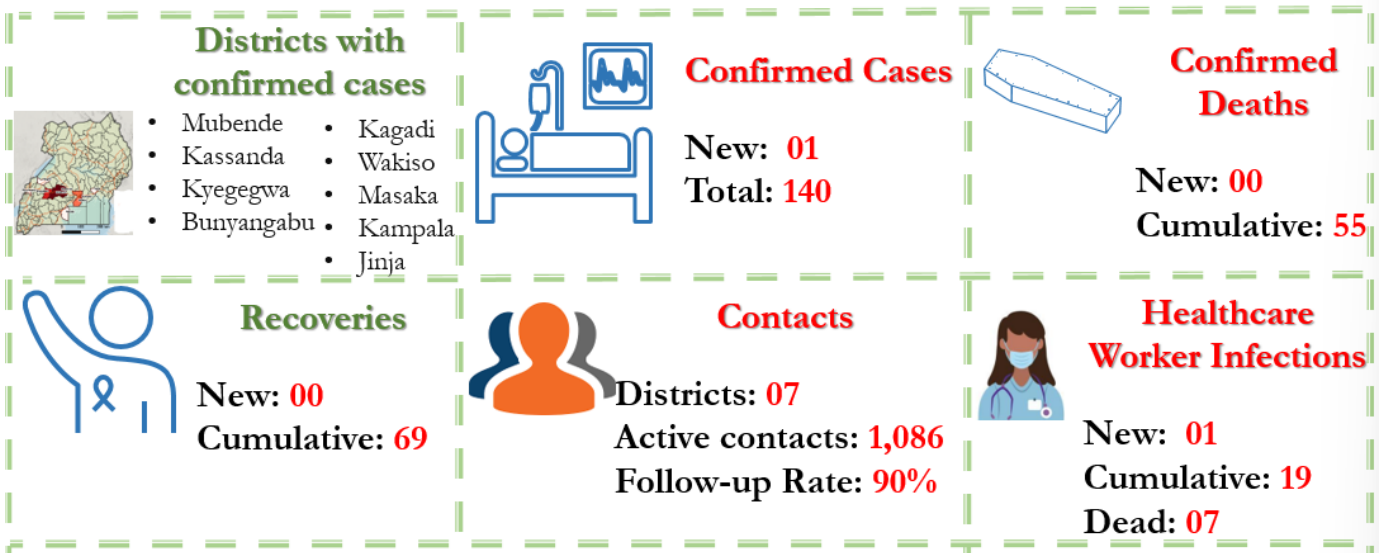 Districts with
confirmed cases
• Mubende
• Kassanda
• Kyegegwa
• Bunyangabu
• Kagadi
• Wakiso
• Masaka
• Kampala
• Jinja
Confirmed Cases
New: 01
Total: 140
Confirmed
Deaths
New: 00
Cumulative: 55
Recoveries
New: 00
Cumulative: 69
Contacts
Districts: 07
Active contacts: 1,086
Follow-up Rate: 90%
Healthcare
Worker Infections
New: 01
Cumulative: 19
Dead: 07